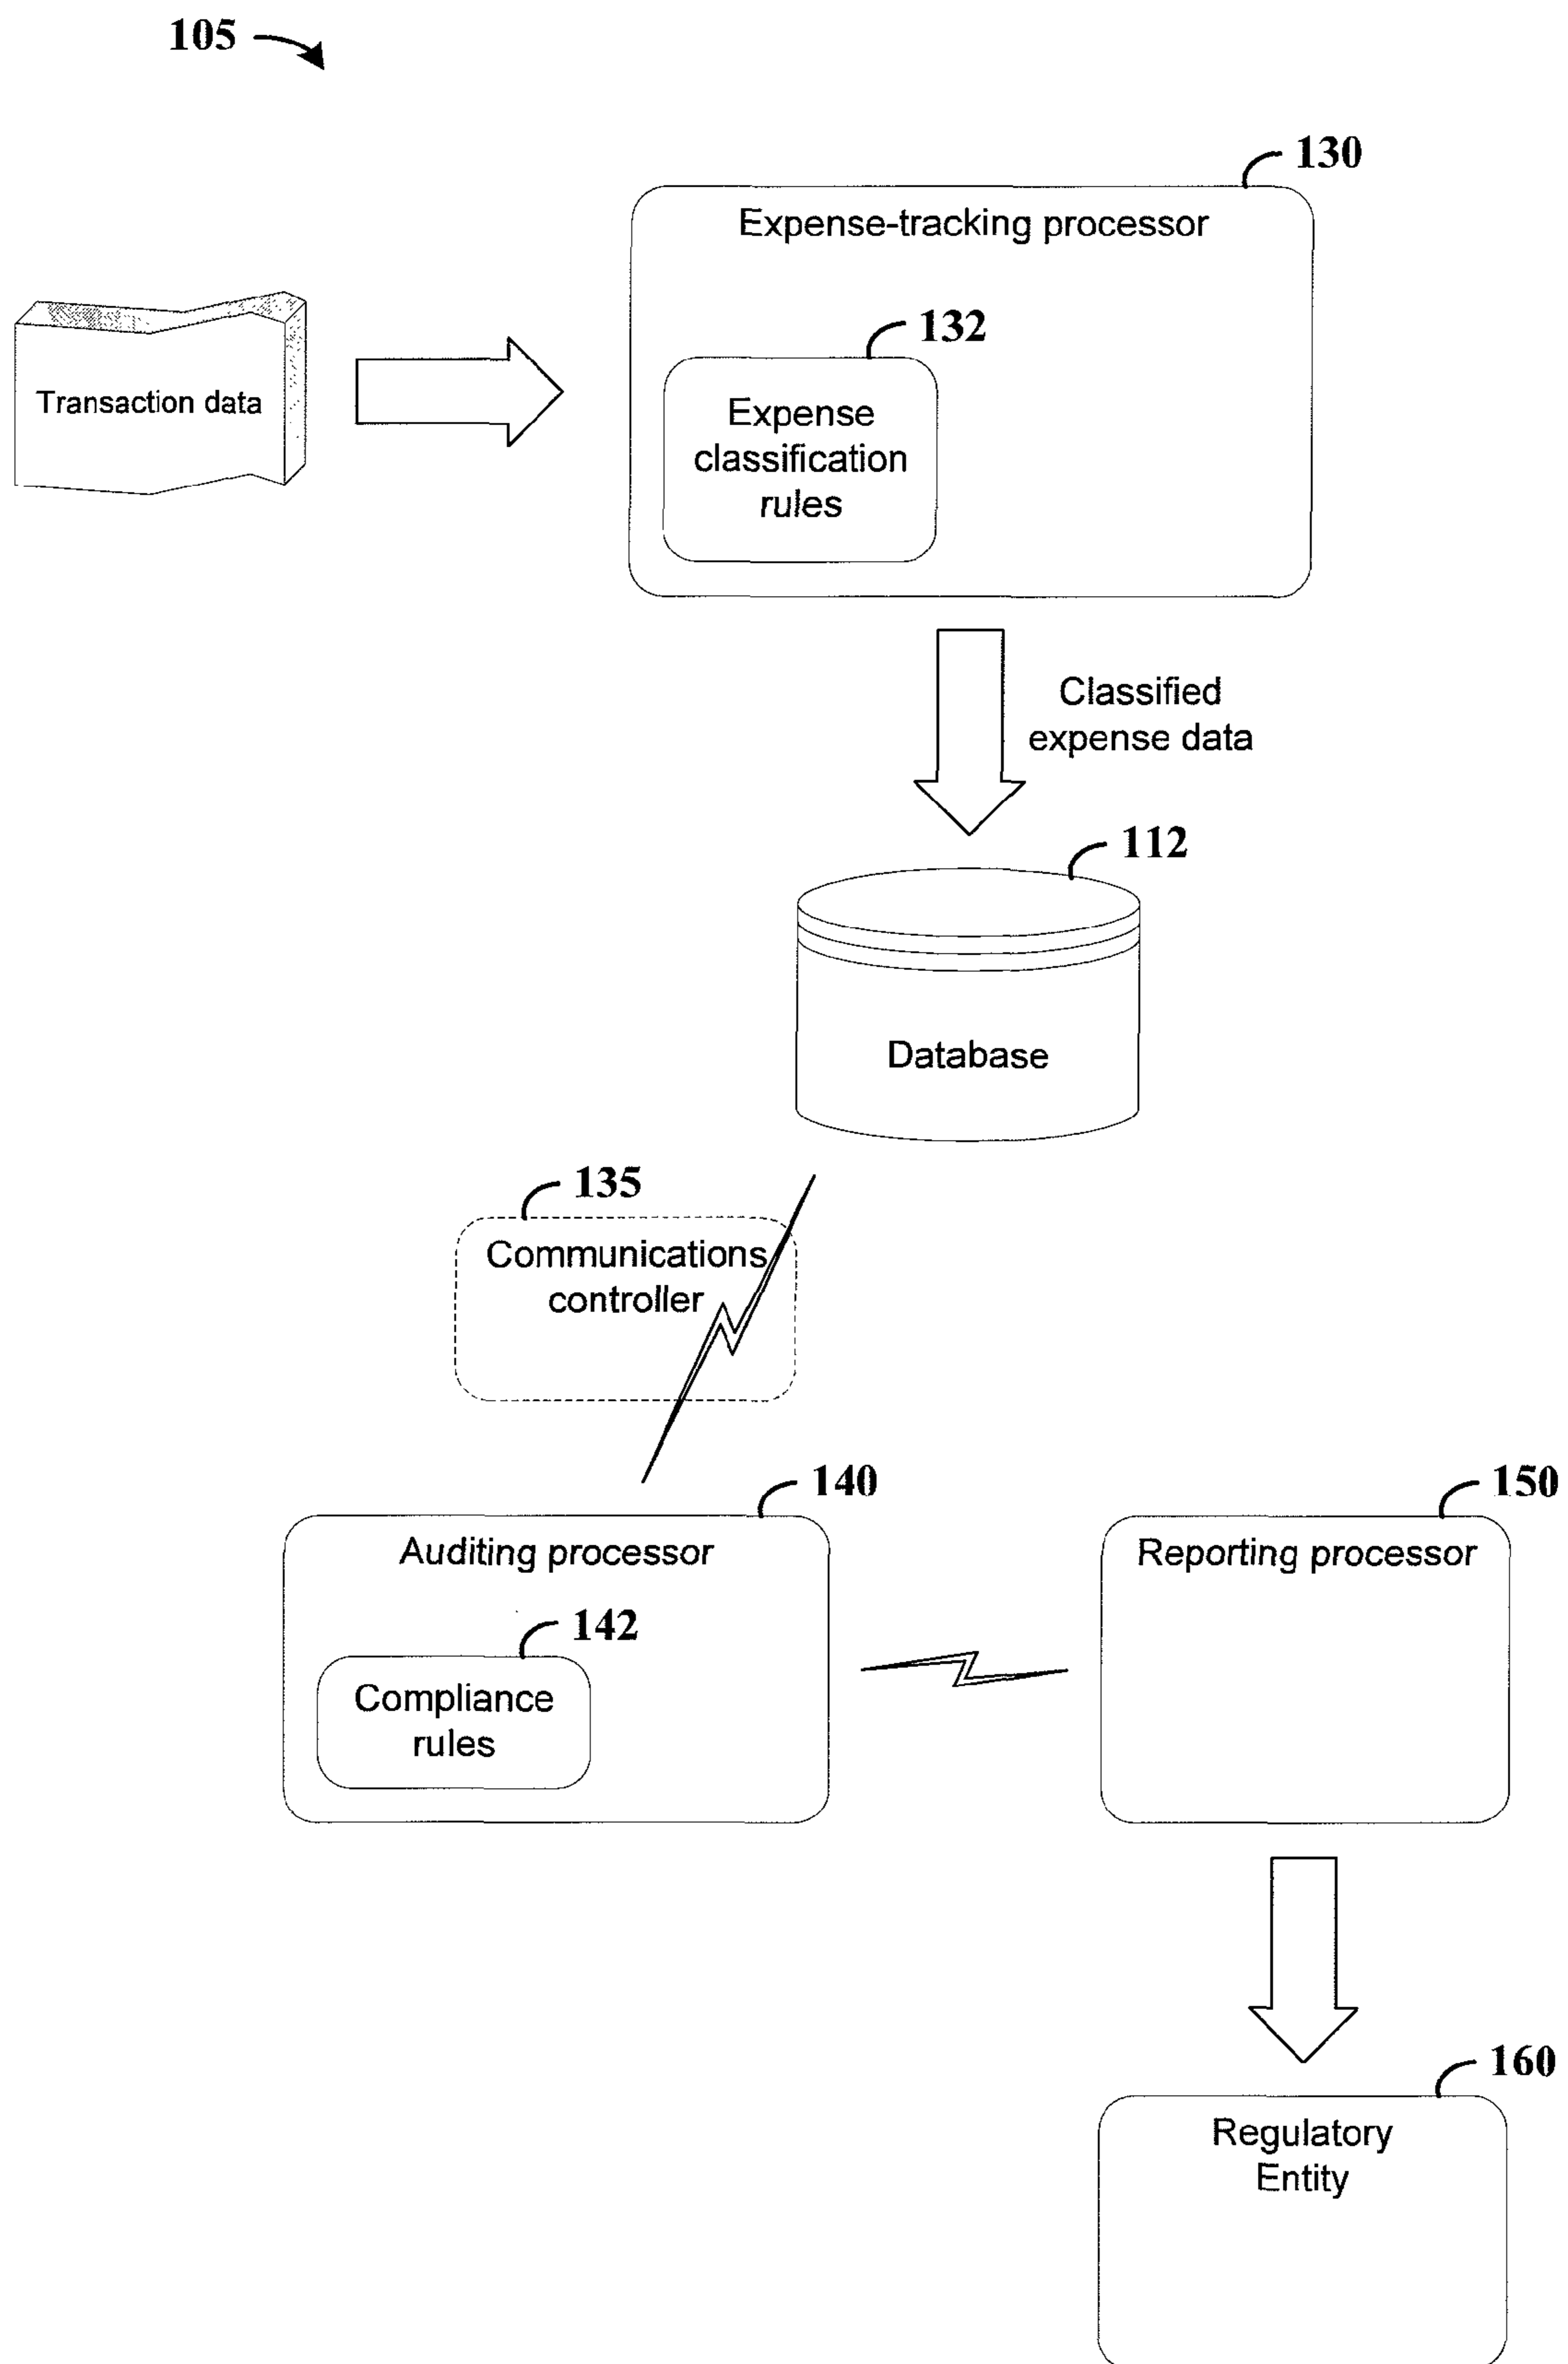 105
130
Expense-tracking processor
132
Transaction data
Expense
classification
rules
Classified
expense data
112
Database
135
Communications
controller
140
150
Auditing processor
Reporting processor
142
Compliance
rules
160
Regulatory
Entity